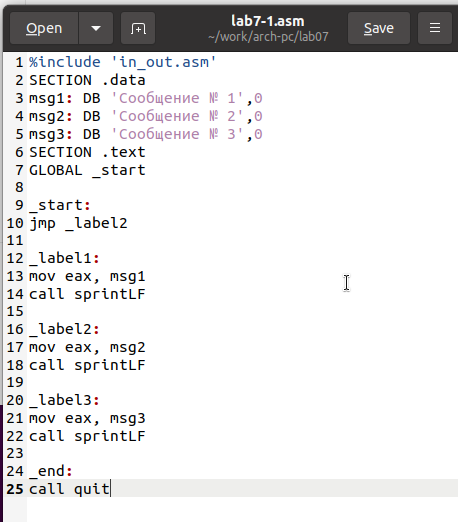 Open
lab7-1.asm
~/work/arch-pc/lab07
Save
1 %include 'in_out.asm'
2 SECTION .data
3 msg1: DB 'Сообщение № 1',0
4 msg2: DB 'Сообщение № 2',0
5 msg3: DB 'Сообщение № 3',0
6 SECTION .text
7 GLOBAL _start
8
9 _start:
10 jmp _label2
11
12 _label1:
13 mov eax, msg1
14 call sprintLF
15
16 _label2:
17 mov eax, msg2
18 call sprintLF
19
20 _label3:
21 mov eax, msg3
22 call sprintLF
23
24 _end:
25 call quit